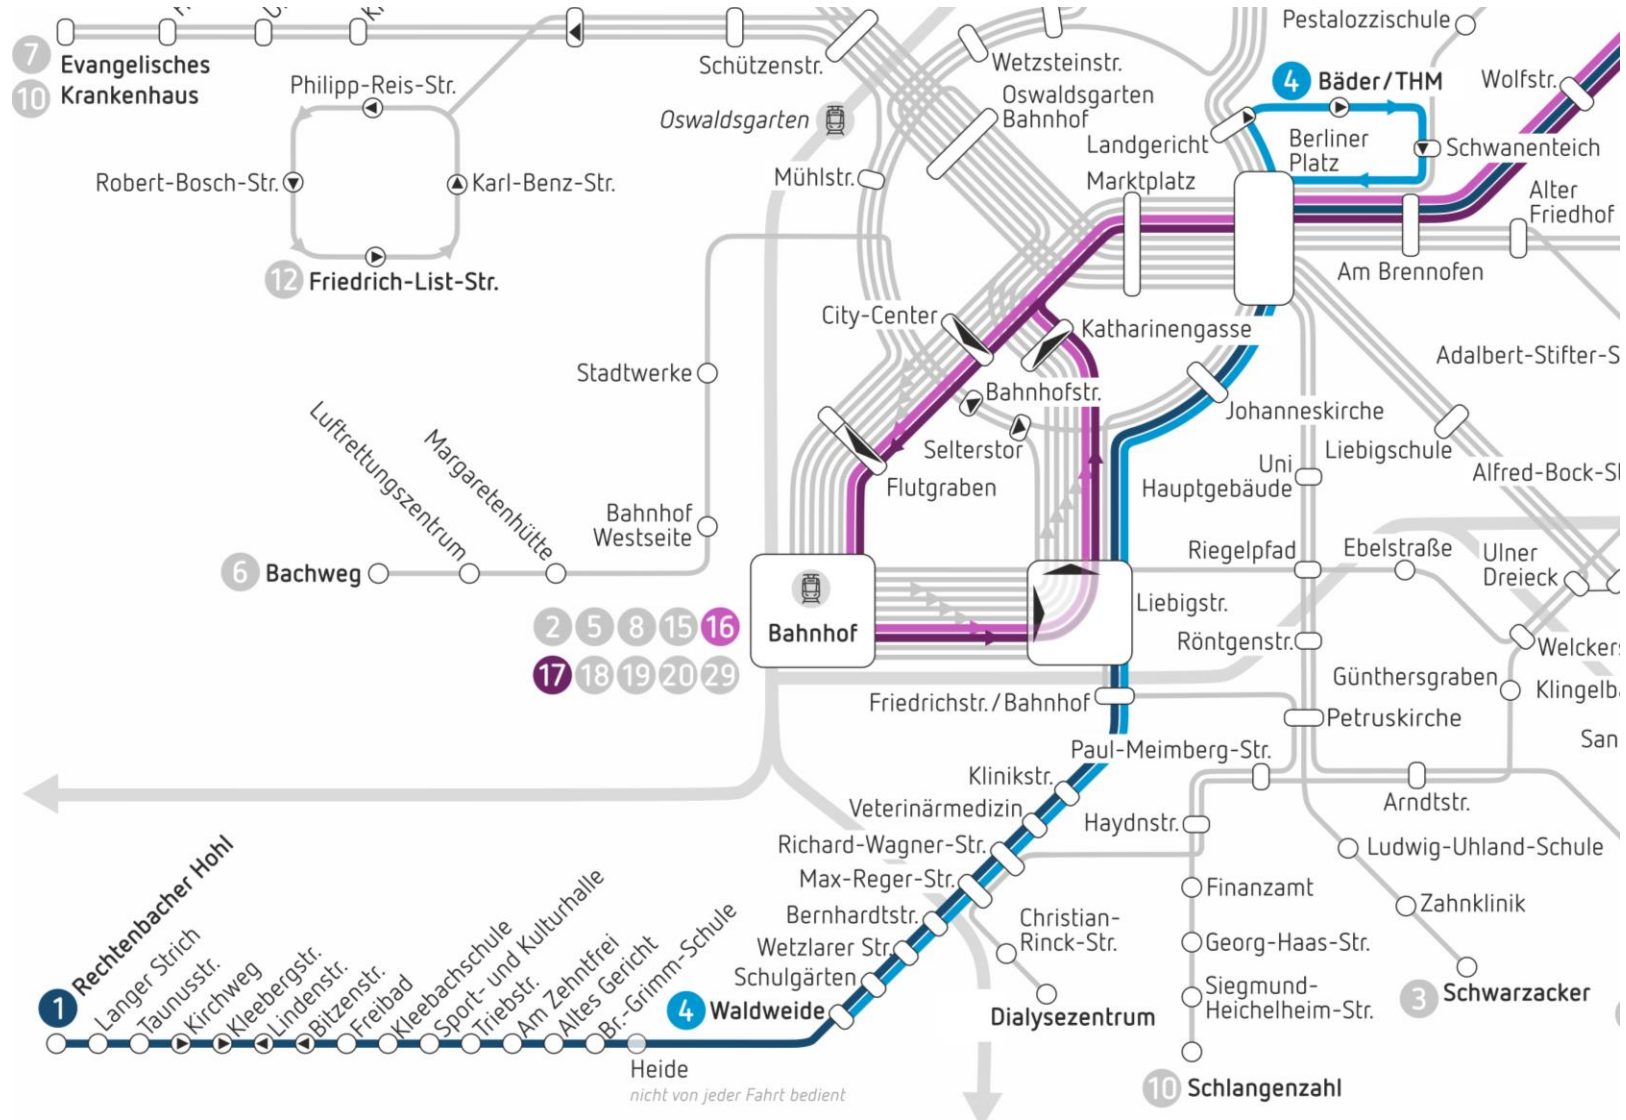 7
Evangelisches
10
Krankenhaus
Philipp-Reis-Str.
Robert-Bosch-Str.
Karl-Benz-Str.
12
Friedrich-List-Str.
Schützenstr.
Wetzsteinstr.
Oswaldsgarten
Oswaldsgarten
Bahnhof
Mühlstr.
Pestalozzischule
4
Bäder/THM
Wolfstr.
Landgericht
Berliner
Platz
Schwanenteich
Marktplatz
Alter
Friedhof
Am Brennofen
City-Center
Katharinengasse
Adalbert-Stifter-S
Stadtwerke
Bahnhofstr.
Johanneskirche
Selterstor
Liebigschule
Luftrettungszentrum
Margaretenhütte
Flutgraben
Uni
Hauptgebäude
Alfred-Bock-St
Bahnhof
Westseite
6
Bachweg
Riegelpfad
Ebelstraße
Ulner
Dreieck
Liebigstr.
2 5 8 15 16
Bahnhof
17 18 19 20 29
Röntgenstr.
Welckers
Günthersgraben
Klingelb
Friedrichstr./Bahnhof
Petruskirche
San
Paul-Meimberg-Str.
Klinikstr.
Arndtstr.
Veterinärmedizin
Haydnstr.
Richard-Wagner-Str.
Ludwig-Uhland-Schule
Max-Reger-Str.
Finanzamt
Zahnklinik
Bernhardtstr.
Christian-
Rinck-Str.
Wetzlarer Str.
Georg-Haas-Str.
Schulgärten
Siegmund-
Heichelheim-Str.
3
Schwarzacker
4
Waldweide
Dialysezentrum
10
Schlangenzahl
1
Rechtenbacher Hohl
Langer Strich
Taunusstr.
Kirchweg
Kleebergstr.
Lindenstr.
Bitzenstr.
Freibad
Kleebachschule
Sport- und Kulturhalle
Triebstr.
Am Zehntfrei
Altes Gericht
Br.-Grimm-Schule
Heide
nicht von jeder Fahrt bedient